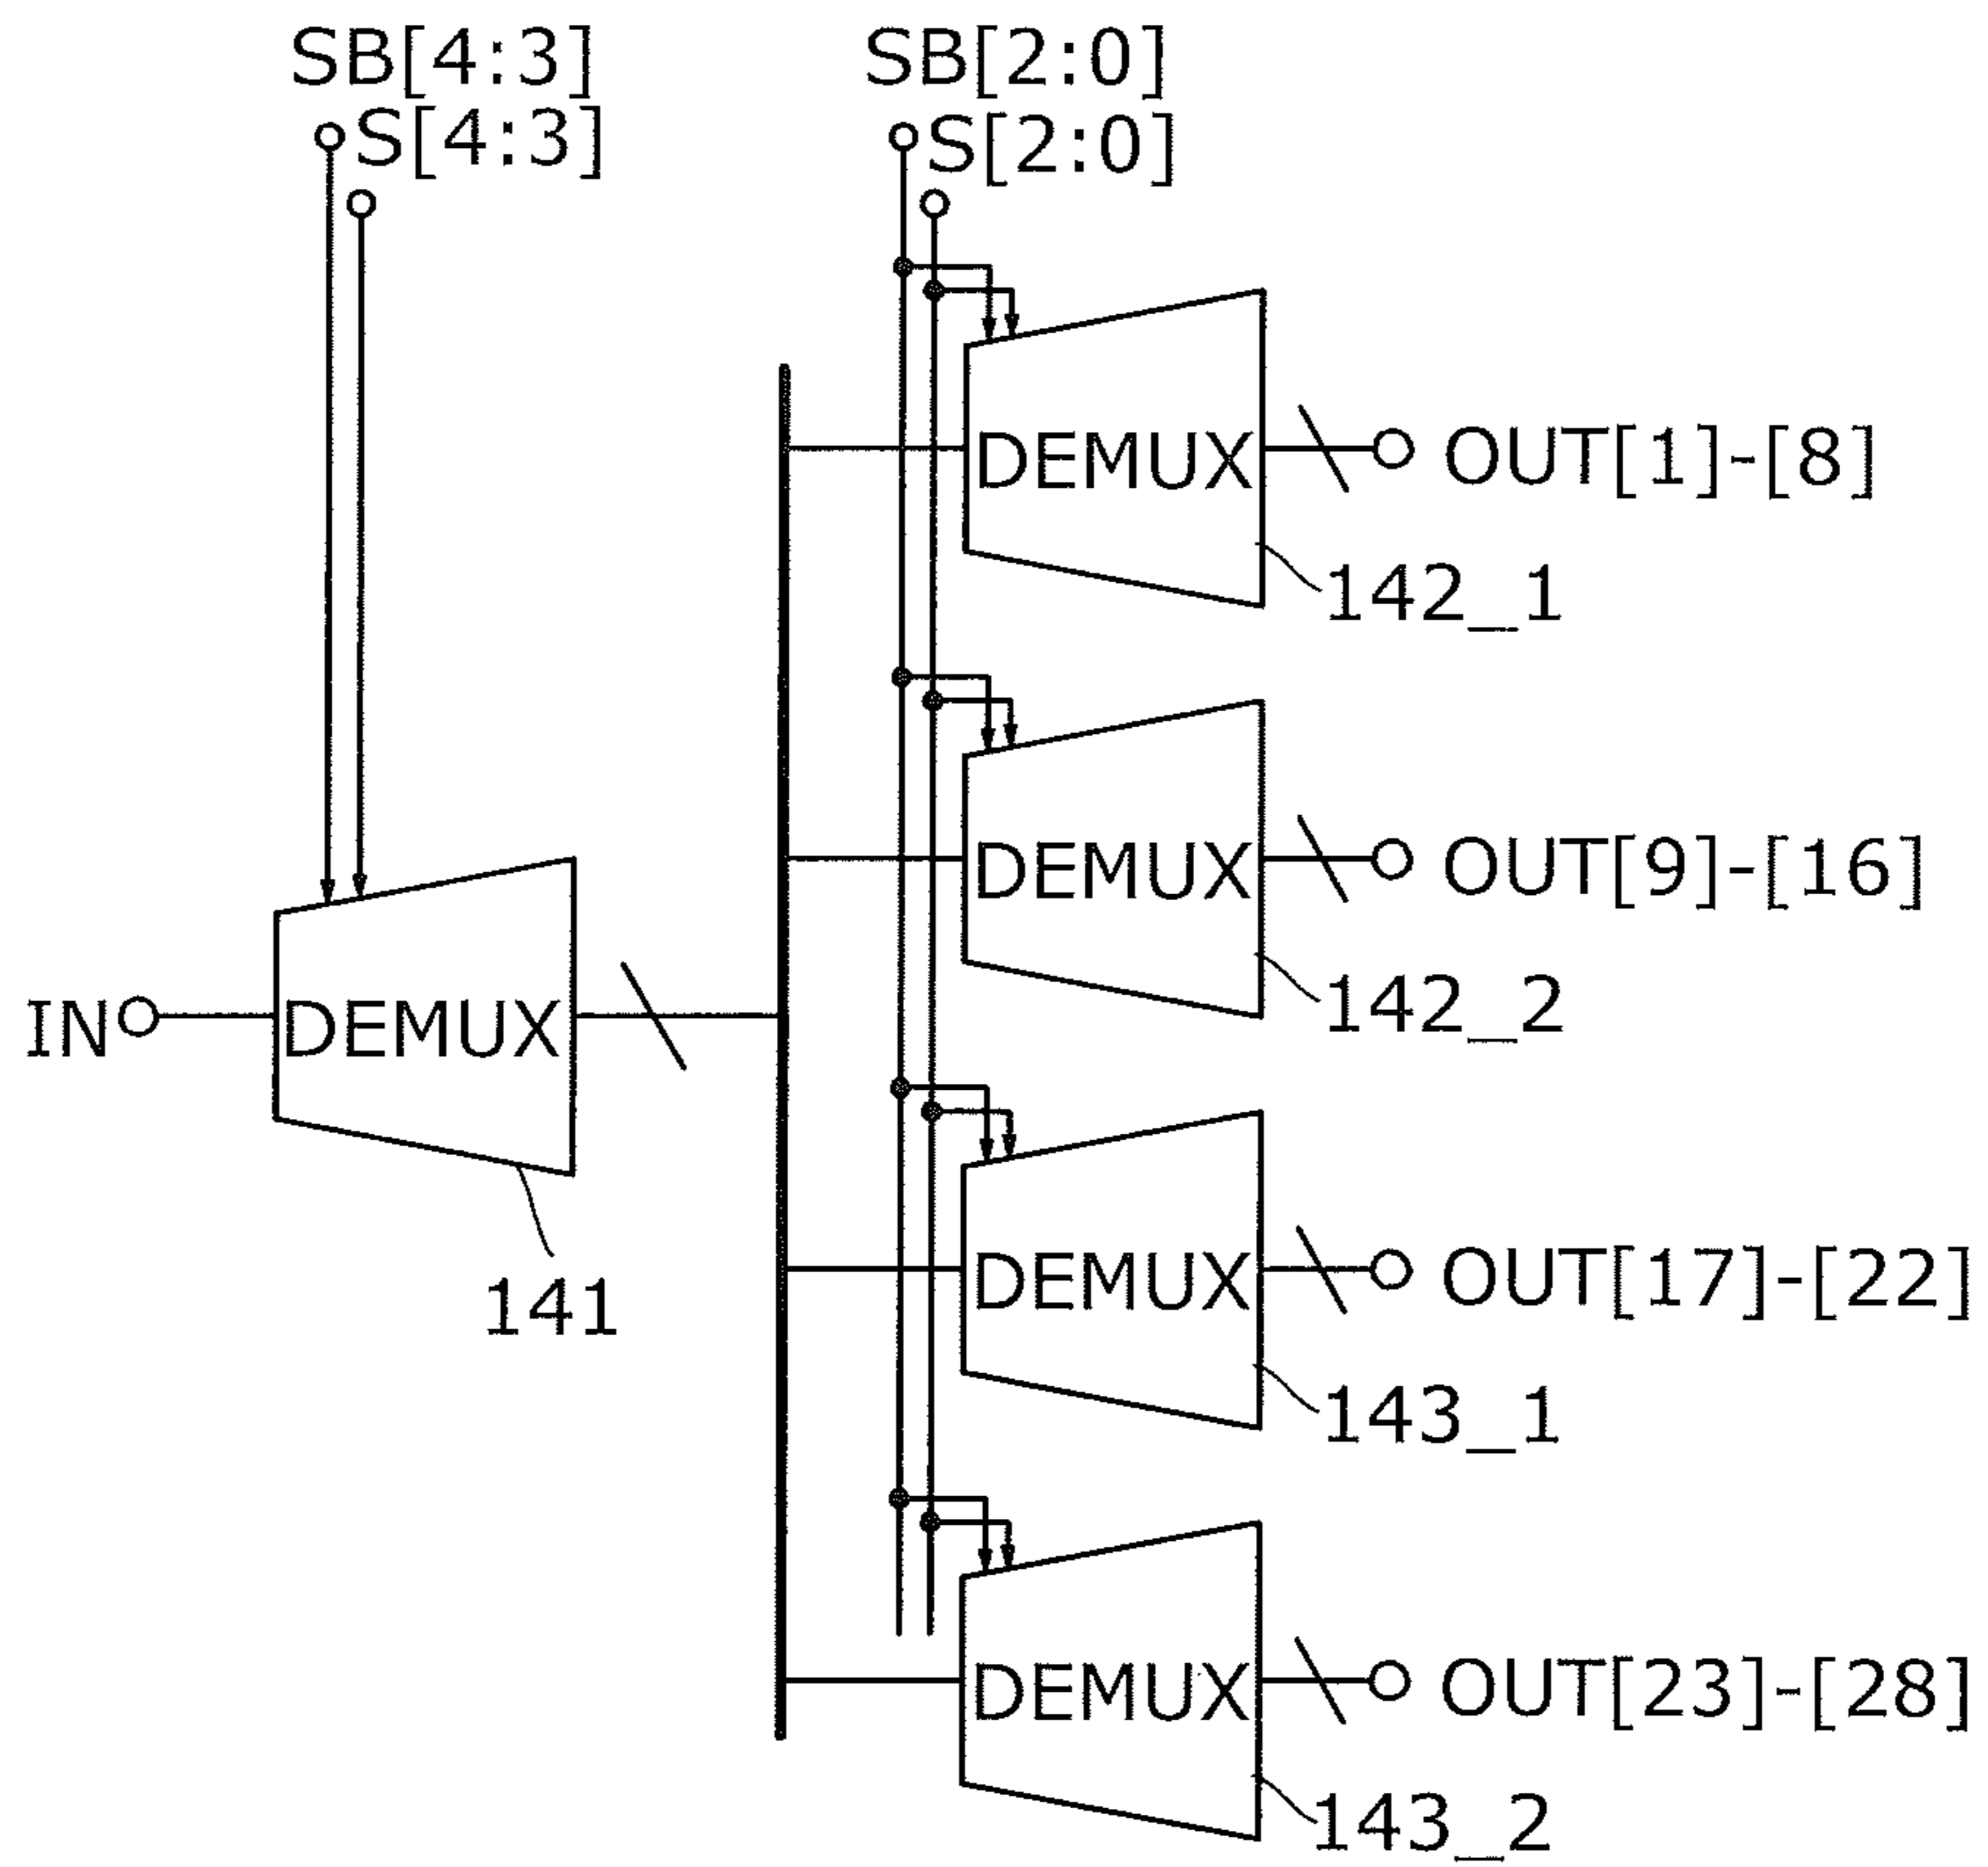 SB[4:3]
S[4:3]
SB[2:0]
S[2:0]
DEMUX
OUT[1]-[8]
142_1
DEMUX
OUT[9]-[16]
142_2
IN
DEMUX
141
DEMUX
OUT[17]-[22]
143_1
DEMUX
OUT[23]-[28]
143_2